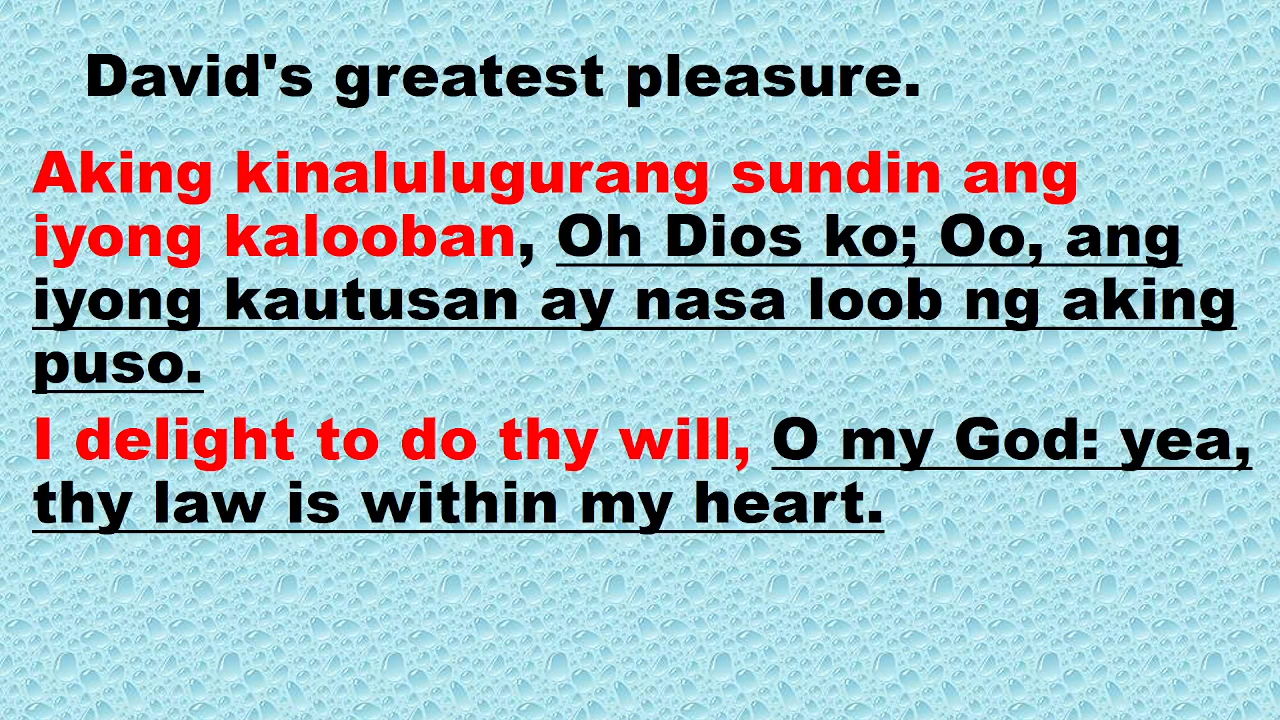 David's greatest pleasure.
Aking kinalulugurang sundin ang
iyong kalooban, Oh Dios ko; Oo, ang
iyong kautusan ay nasa loob ng aking
puso.
I delight to do thy will, O my God: yea,
thy law is within my heart.